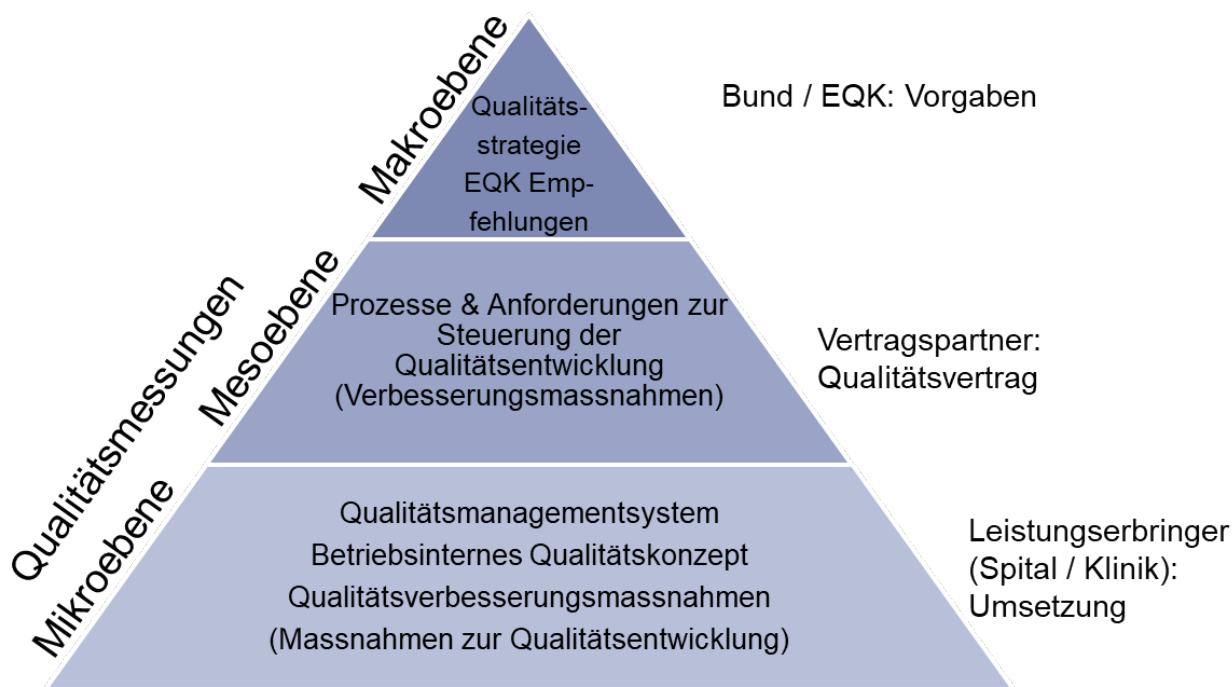 Makroebene
Qualitäts-
strategie
EQK Emp-
fehlungen
Bund / EQK: Vorgaben
Qualitätsmessungen
Mesoebene
Prozesse & Anforderungen zur
Steuerung der
Qualitätsentwicklung
(Verbesserungsmassnahmen)
Vertragspartner:
Qualitätsvertrag
Mikroebene
Qualitätsmanagementsystem
Betriebsinternes Qualitätskonzept
Qualitätsverbesserungsmassnahmen
(Massnahmen zur Qualitätsentwicklung)
Leistungserbringer
(Spital / Klinik):
Umsetzung